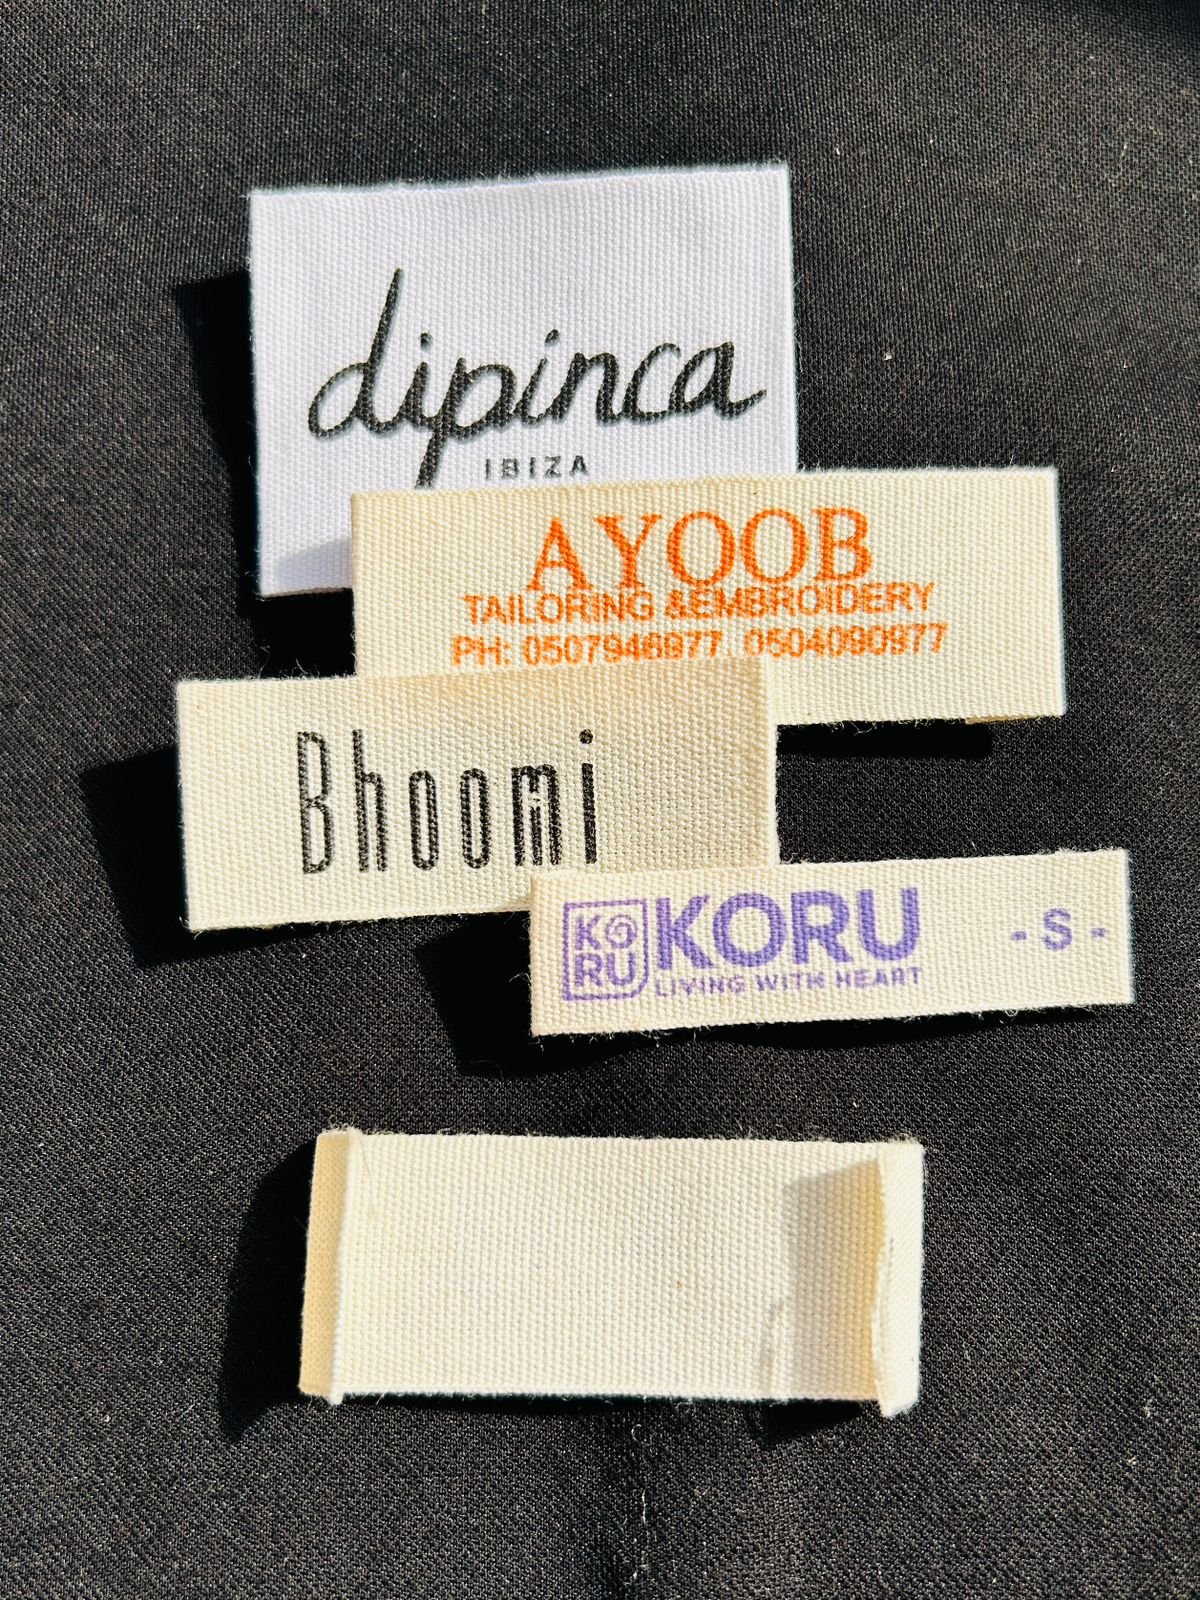 dipinca
IBIZA
AYOOB
TAILORING &EMBROIDERY
PH: 0507946977, 0504090977
Bhoomi
KO
RU
KORU
LIVING WITH HEART
- S -